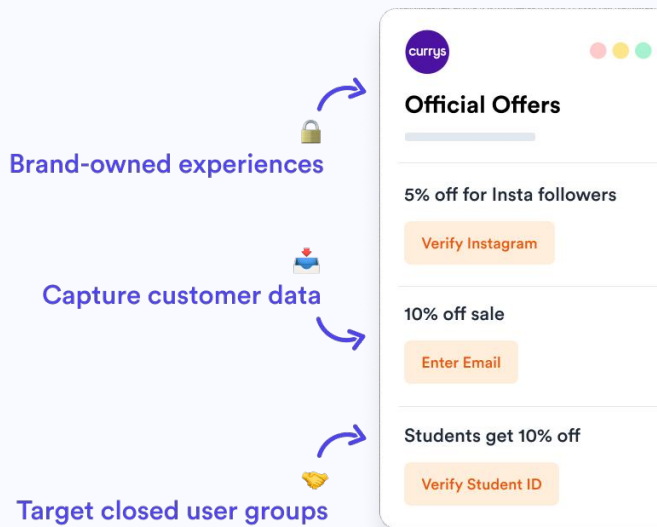 currys
Official Offers
Brand-owned experiences
5% off for Insta followers
Verify Instagram
Capture customer data
10% off sale
Enter Email
Students get 10% off
Verify Student ID
Target closed user groups